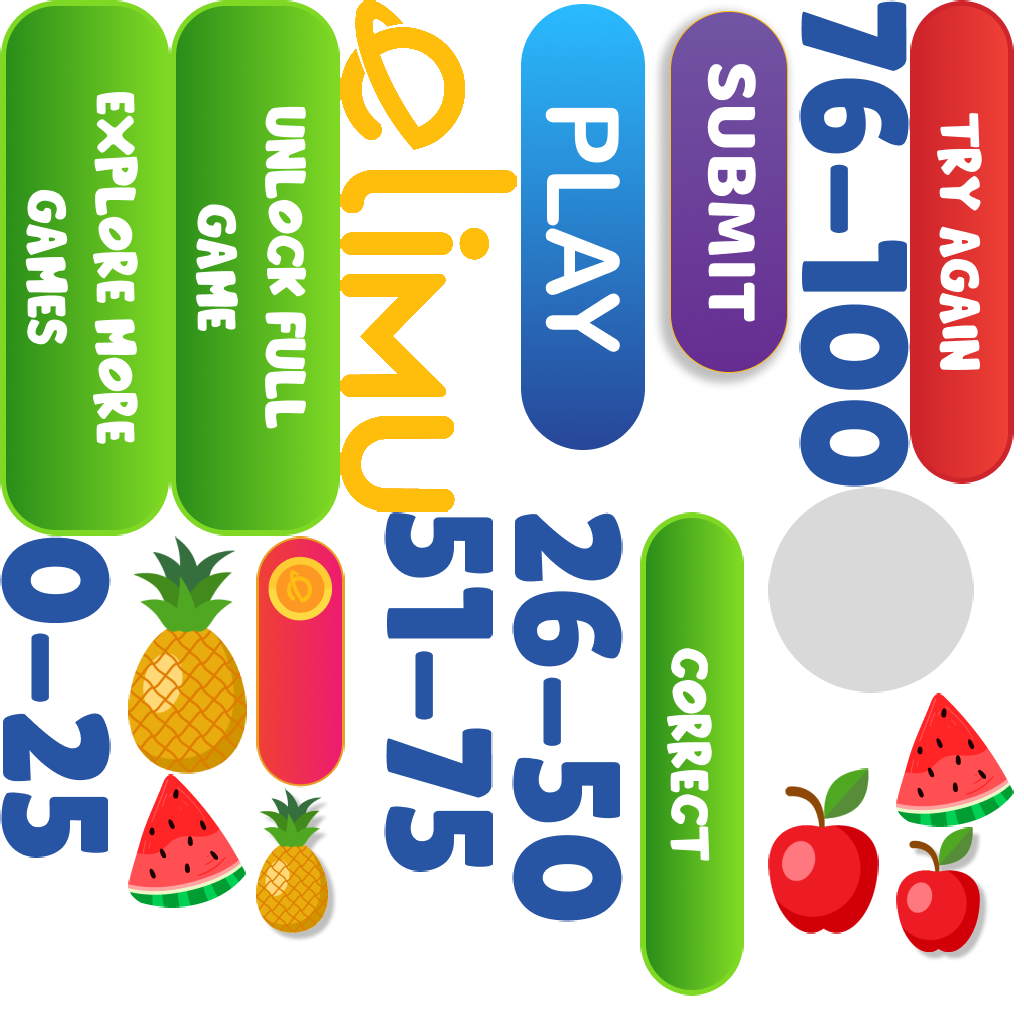 EXPLORE MORE
GAMES
UNLOCK FULL
GAME
elimu
PLAY
SUBMIT
76-100
TRY AGAIN
0-25
51-75
26-50
CORRECT